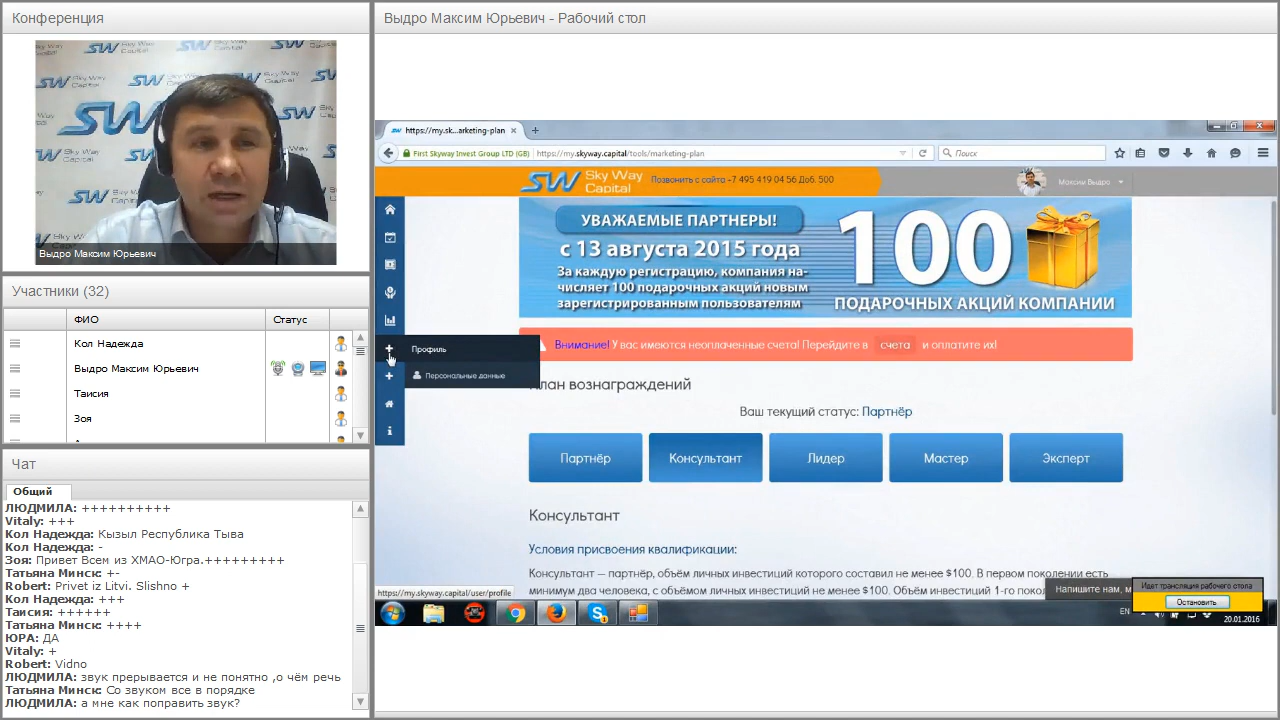 Конференция
Sky Way
Capital
SW
Выдро Максим Юрьевич
Участники (32)
ФИО
Статус
Кол Надежда
Выдро Максим Юрьевич
Таисия
Зоя
Чат
Общий
ЛЮДМИЛА: ++++++++++
Vitaly: +++
Кол Надежда: Кызыл Республика Тыва
Кол Надежда: -
Зоя: Привет Всем из ХМАО-Югра.+++++++++
Татьяна Минск: +-
Robert: Privet iz Litvi. Slishno +
Кол Надежда: +++
Таисия: ++++++
Татьяна Минск: ++++
ЮРА: ДА
Vitaly: +
Robert: Vidno
ЛЮДМИЛА: звук прерывается и не понятно ,о чём речь
Татьяна Минск: Со звуком все в порядке
ЛЮДМИЛА: а мне как поправить звук?
Выдро Максим Юрьевич - Рабочий стол
https://my.sk...arketing-plan
First Skyway Invest Group LTD (GB)
https://my.skyway.capital/tools/marketing-plan
Поиск
SW Sky Way Capital
Позвонить с сайта +7 495 419 04 56 Доб. 500
Максим Выдро
УВАЖАЕМЫЕ ПАРТНЕРЫ!
с 13 августа 2015 года
За каждую регистрацию, компания на-
числяет 100 подарочных акций новым
зарегистрированным пользователям
100
ПОДАРОЧНЫХ АКЦИЙ КОМПАНИИ
Внимание! У вас имеются неоплаченные счета! Перейдите в счета и оплатите их!
Профиль
Персональные данные
План вознаграждений
Ваш текущий статус: Партнёр
Партнёр
Консультант
Лидер
Мастер
Эксперт
Консультант
Условия присвоения квалификации:
Консультант — партнёр, объём личных инвестиций которого составил не менее $100. В первом поколении есть
минимум два человека, с объёмом личных инвестиций не менее $100. Объём инвестиций 1-го
Напишите нам,
https://my.skyway.capital/user/profile
Идет трансляция рабочего стола
Остановить
EN
20.01.2016